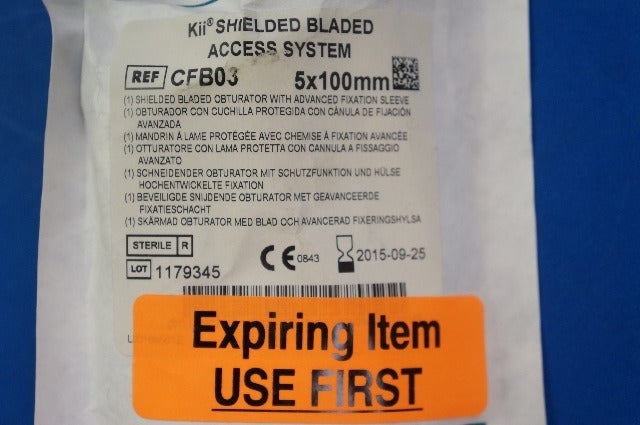 Kii® SHIELDED BLADED
ACCESS SYSTEM
REF CFB03 5x100mm
(1) SHIELDED BLADED OBTURATOR WITH ADVANCED FIXATION SLEEVE
(1) OBTURADOR CON CUCHILLA PROTEGIDA CON CÁNULA DE FIJACIÓN
AVANZADA
(1) MANDRIN À LAME PROTÉGÉE AVEC CHEMISE À FIXATION AVANCÉE
(1) OTTURATORE CON LAMA PROTETTA CON CANNULA A FISSAGGIO
AVANZATO
(1) SCHNEIDENDER OBTURATOR MIT SCHUTZFUNKTION UND HÜLSE
HOCHENTWICKELTE FIXATION
(1) BEVEILIGDE SNIJDENDE OBTURATOR MET GEAVANCEERDE
FIXATIESCHACHT
(1) SKÄRMAD OBTURATOR MED BLAD OCH AVANCERAD FIXERINGSHYLSA
STERILE R
CE 0843 2015-09-25
LOT 1179345
Expiring Item
USE FIRST